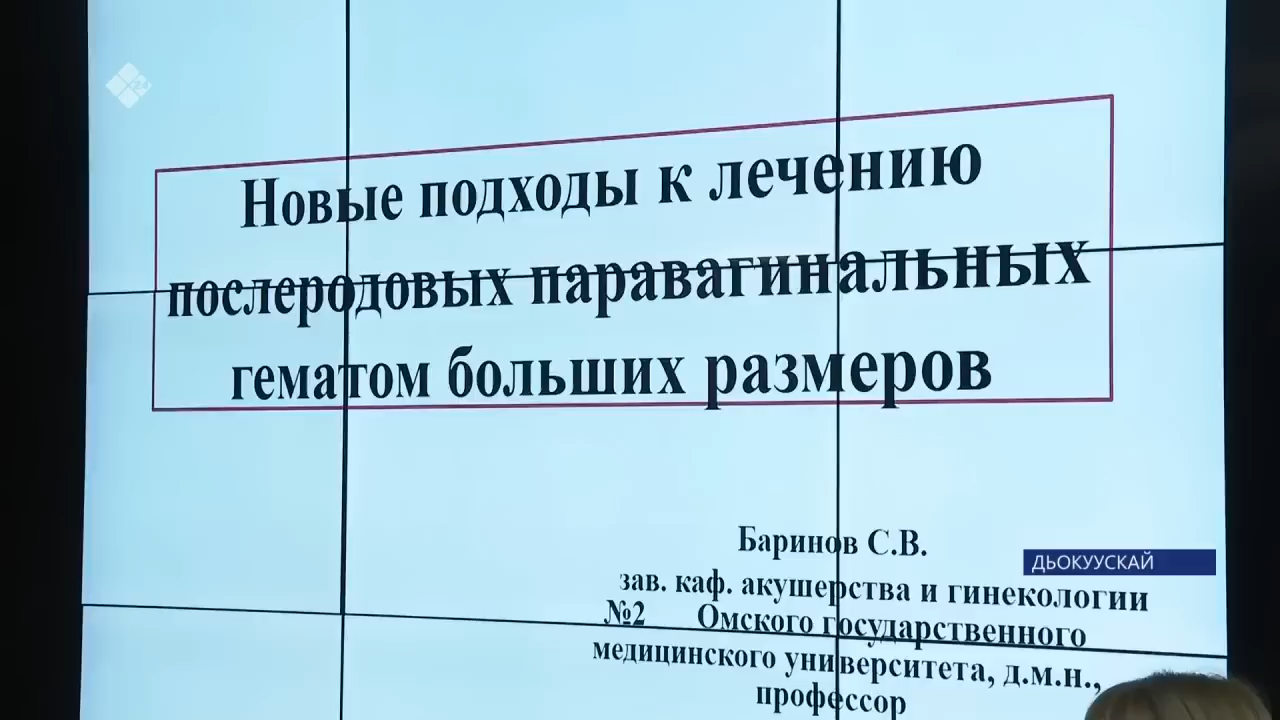 24
Новые подходы к лечению
послеродовых паравагинальных
гематом больших размеров
Баринов С.В.
ДЬОКУУСКАЙ
зав. каф. акушерства и гинекологии
№2 Омского государственного
медицинского университета, д.м.н.,
профессор